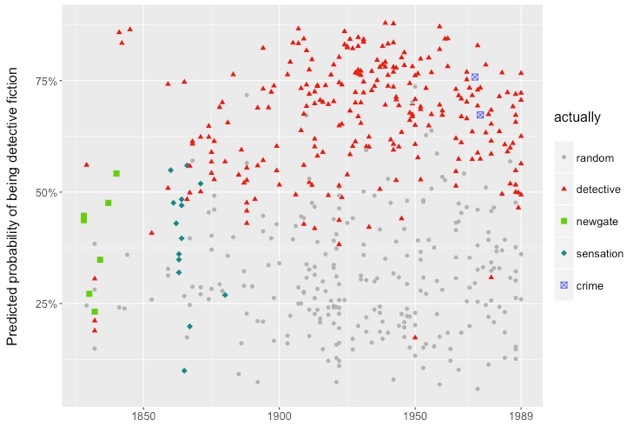 Predicted probability of being detective fiction
75%
50%
25%
1850
1900
1950
1989
actually
random
detective
newgate
sensation
crime